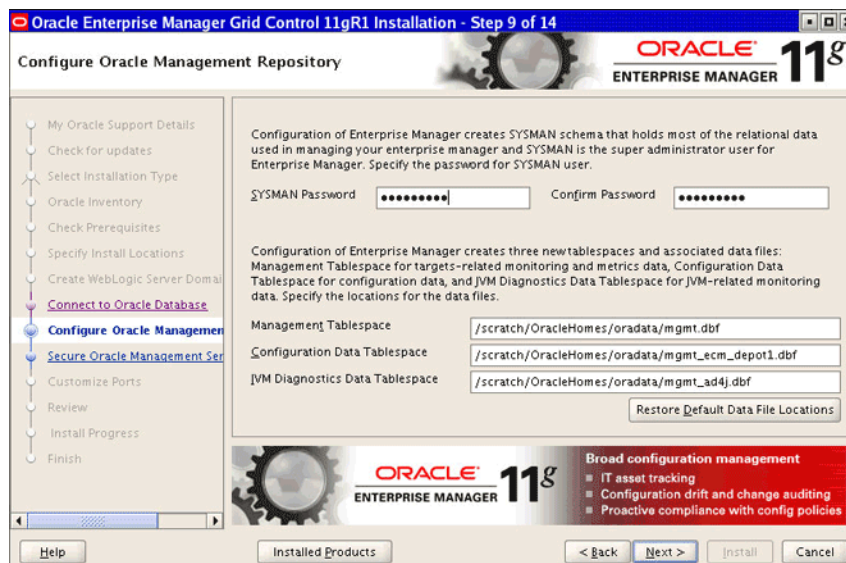 Oracle Enterprise Manager Grid Control 11gR1 Installation - Step 9 of 14
Configure Oracle Management Repository
ORACLE
ENTERPRISE MANAGER 11g
My Oracle Support Details
Check for updates
Select Installation Type
Oracle Inventory
Check Prerequisites
Specify Install Locations
Create WebLogic Server Domai
Connect to Oracle Database
Configure Oracle Managemen
Secure Oracle Management Ser
Customize Ports
Review
Install Progress
Finish
Configuration of Enterprise Manager creates SYSMAN schema that holds most of the relational data
used in managing your enterprise manager and SYSMAN is the super administrator user for
Enterprise Manager. Specify the password for SYSMAN user.
SYSMAN Password ●●●●●●●●● Confirm Password ●●●●●●●●●
Configuration of Enterprise Manager creates three new tablespaces and associated data files:
Management Tablespace for targets-related monitoring and metrics data, Configuration Data
Tablespace for configuration data, and JVM Diagnostics Data Tablespace for JVM-related monitoring
data. Specify the locations for the data files.
Management Tablespace /scratch/OracleHomes/oradata/mgmt.dbf
Configuration Data Tablespace /scratch/OracleHomes/oradata/mgmt_ecm_depot1.dbf
JVM Diagnostics Data Tablespace /scratch/OracleHomes/oradata/mgmt_ad4j.dbf
Restore Default Data File Locations
ORACLE
ENTERPRISE MANAGER 11g
Broad configuration management
IT asset tracking
Configuration drift and change auditing
Proactive compliance with config policies
Help Installed Products < Back Next > Install Cancel